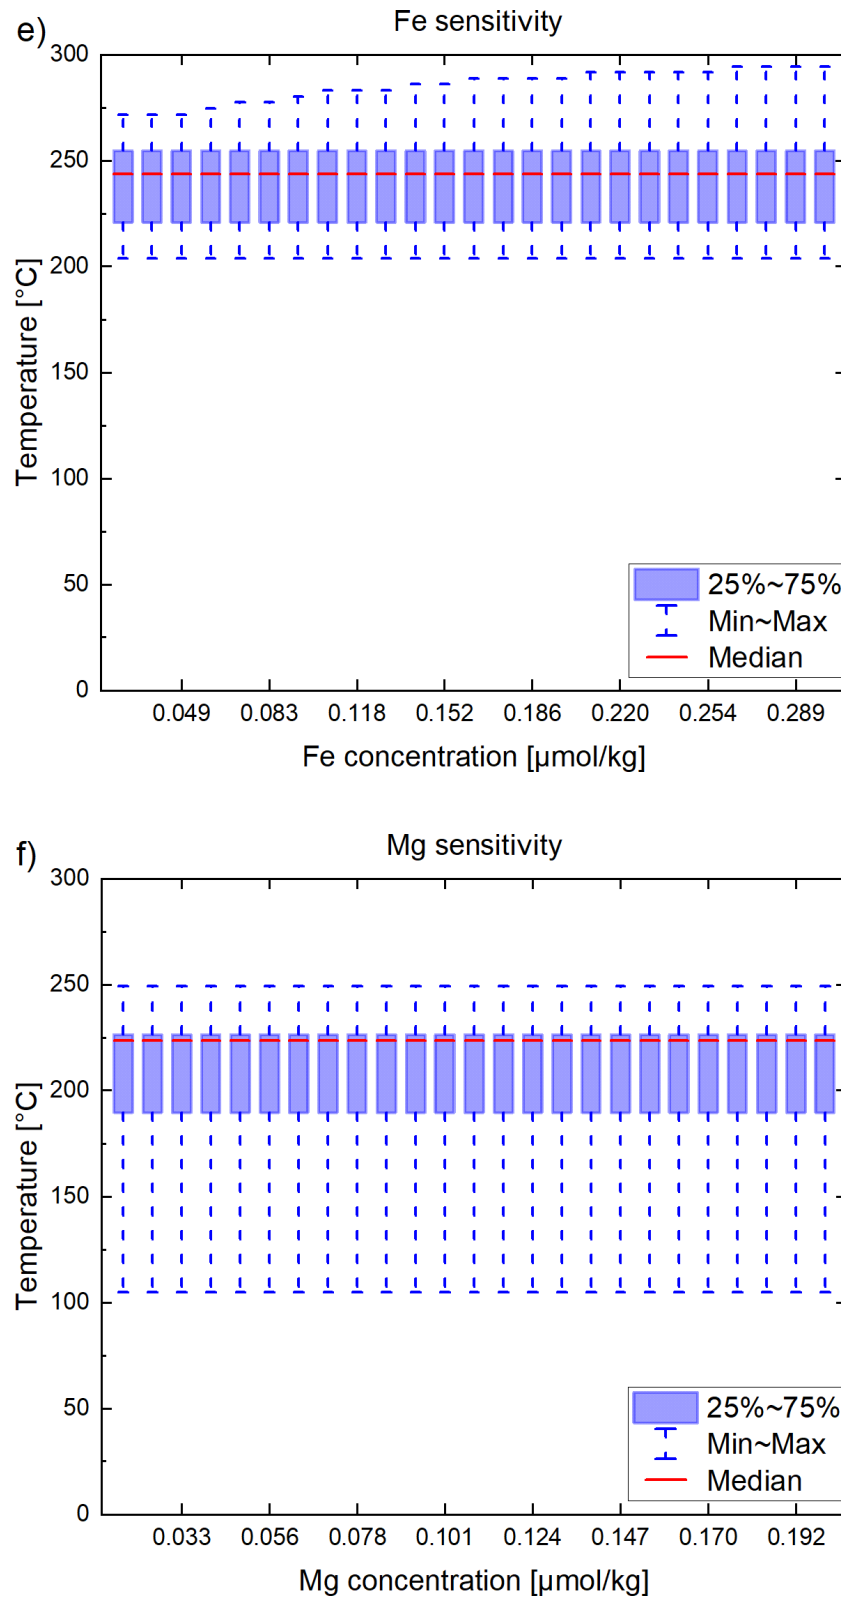 e)
Fe sensitivity
300
250
200
150
100
50
0
Temperature [°C]
25%~75%
Min~Max
Median
0.049 0.083 0.118 0.152 0.186 0.220 0.254 0.289
Fe concentration [µmol/kg]
f)
Mg sensitivity
300
250
200
150
100
50
0
Temperature [°C]
25%~75%
Min~Max
Median
0.033 0.056 0.078 0.101 0.124 0.147 0.170 0.192
Mg concentration [µmol/kg]